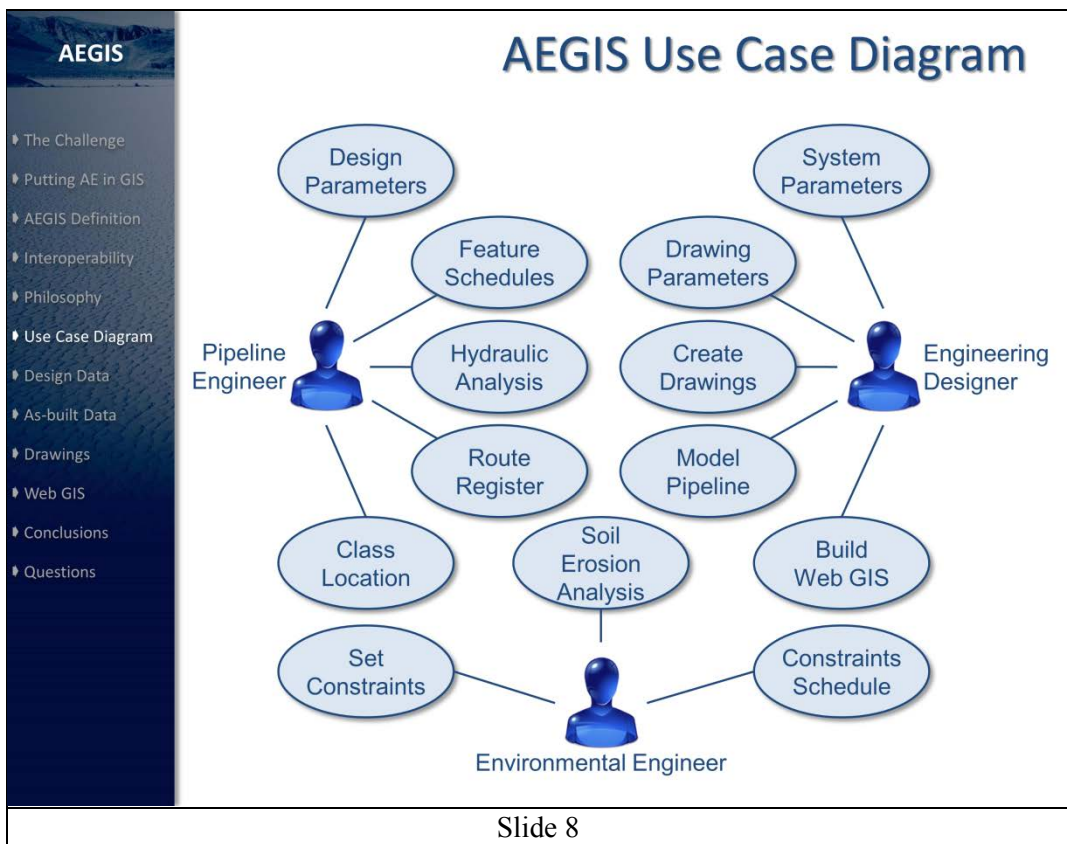 AEGIS
The Challenge
Putting AE in GIS
AEGIS Definition
Interoperability
Philosophy
Use Case Diagram
Design Data
As-built Data
Drawings
Web GIS
Conclusions
Questions
AEGIS Use Case Diagram
Design
Parameters
System
Parameters
Feature
Schedules
Drawing
Parameters
Pipeline
Engineer
Hydraulic
Analysis
Create
Drawings
Engineering
Designer
Route
Register
Model
Pipeline
Class
Location
Soil
Erosion
Analysis
Build
Web GIS
Set
Constraints
Constraints
Schedule
Environmental Engineer
Slide 8